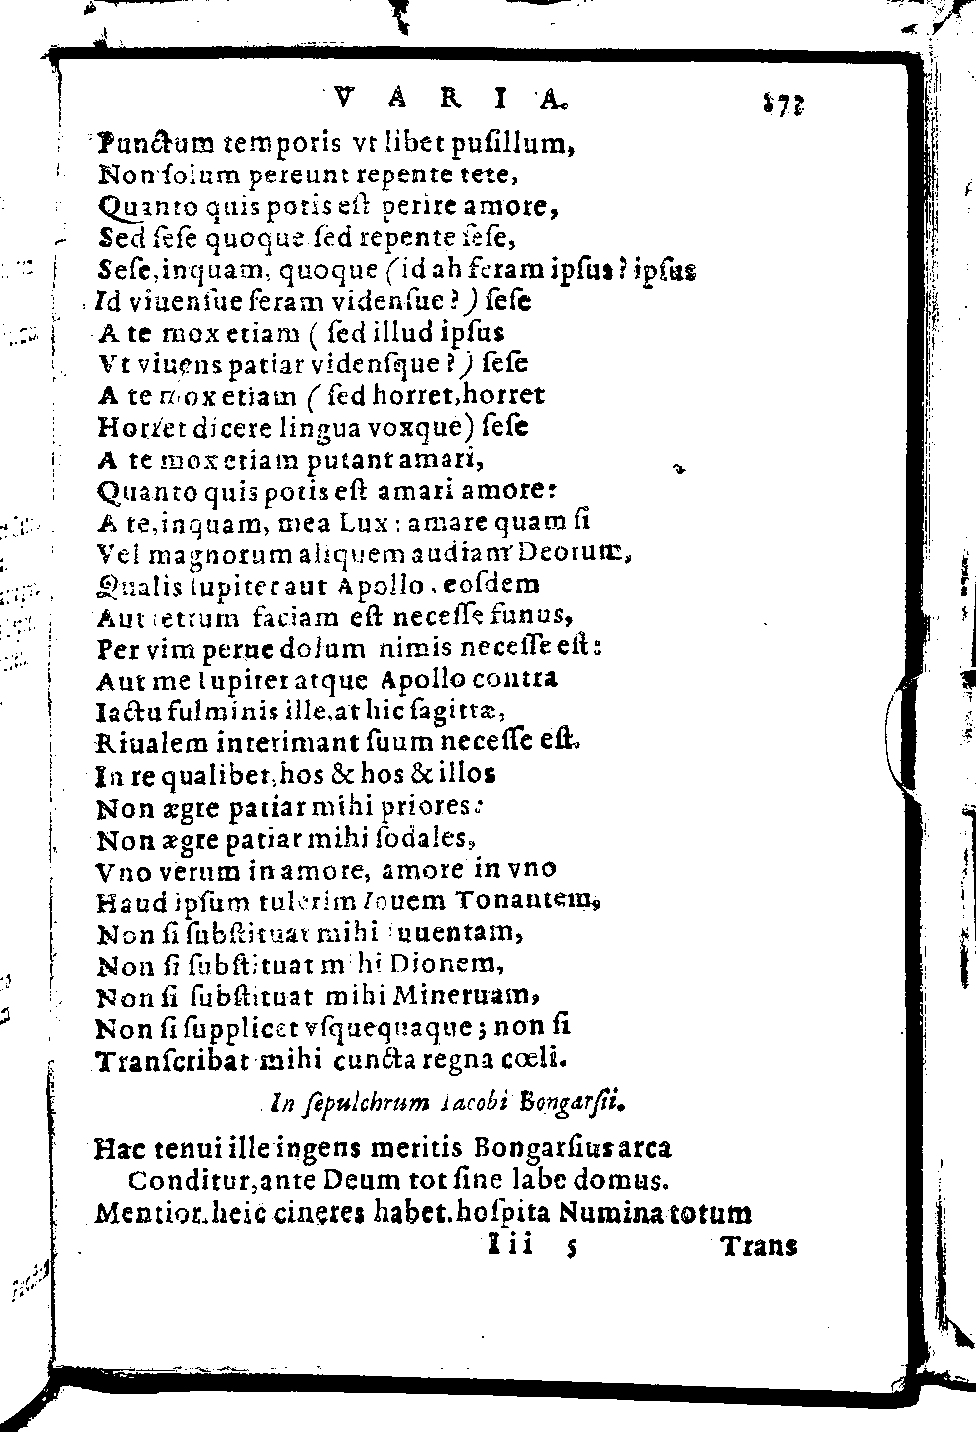 VARIA. 873
Punctum temporis vt libet puſillum,
Non ſolum pereunt repente te te,
Quanto quis potis eſt perire amore,
Sed ſeſe quoque ſed repente ſeſe,
Seſe, inquam, quoque (id ah feram ipſus? ipſus
Id viuenſue feram videnſue?) ſeſe
A te mox etiam (ſed illud ipſus
Vt viuens patiar videnſque?) ſeſe
A te mox etiam (ſed horret, horret
Horret dicere lingua voxque) ſeſe
A te mox etiam putant amari,
Quanto quis potis eſt amari amore:
A te, inquam, mea Lux: amare quam ſi
Vel magnorum aliquem audiam Deorum,
Qualis Iupiter aut Apollo, eoſdem
Aut ferrum faciam eſt neceſſe funus,
Per vim perue dolum nimis neceſſe eſt:
Aut me Iupiter atque Apollo contra
Iactu fulminis ille, at hic ſagittæ,
Riualem interimant ſuum neceſſe eſt.
In re qualibet, hos & hos & illos
Non ægre patiar mihi priores:
Non ægre patiar mihi ſodales,
Vno verum in amore, amore in vno
Haud ipſum tulerim Iouem Tonantem,
Non ſi ſubſtituat mihi Iuuentam,
Non ſi ſubſtituat mihi Dionem,
Non ſi ſubſtituat mihi Mineruam,
Non ſi ſupplicet vſquequaque; non ſi
Tranſcribat mihi cuncta regna cœli.
In ſepulchrum Iacobi Bongarſii.
Hac tenui ille ingens meritis Bongarſius arca
Conditur, ante Deum tot ſine labe domus.
Mentior. heic cineres habet. hoſpita Numina totum
Iii 5 Trans